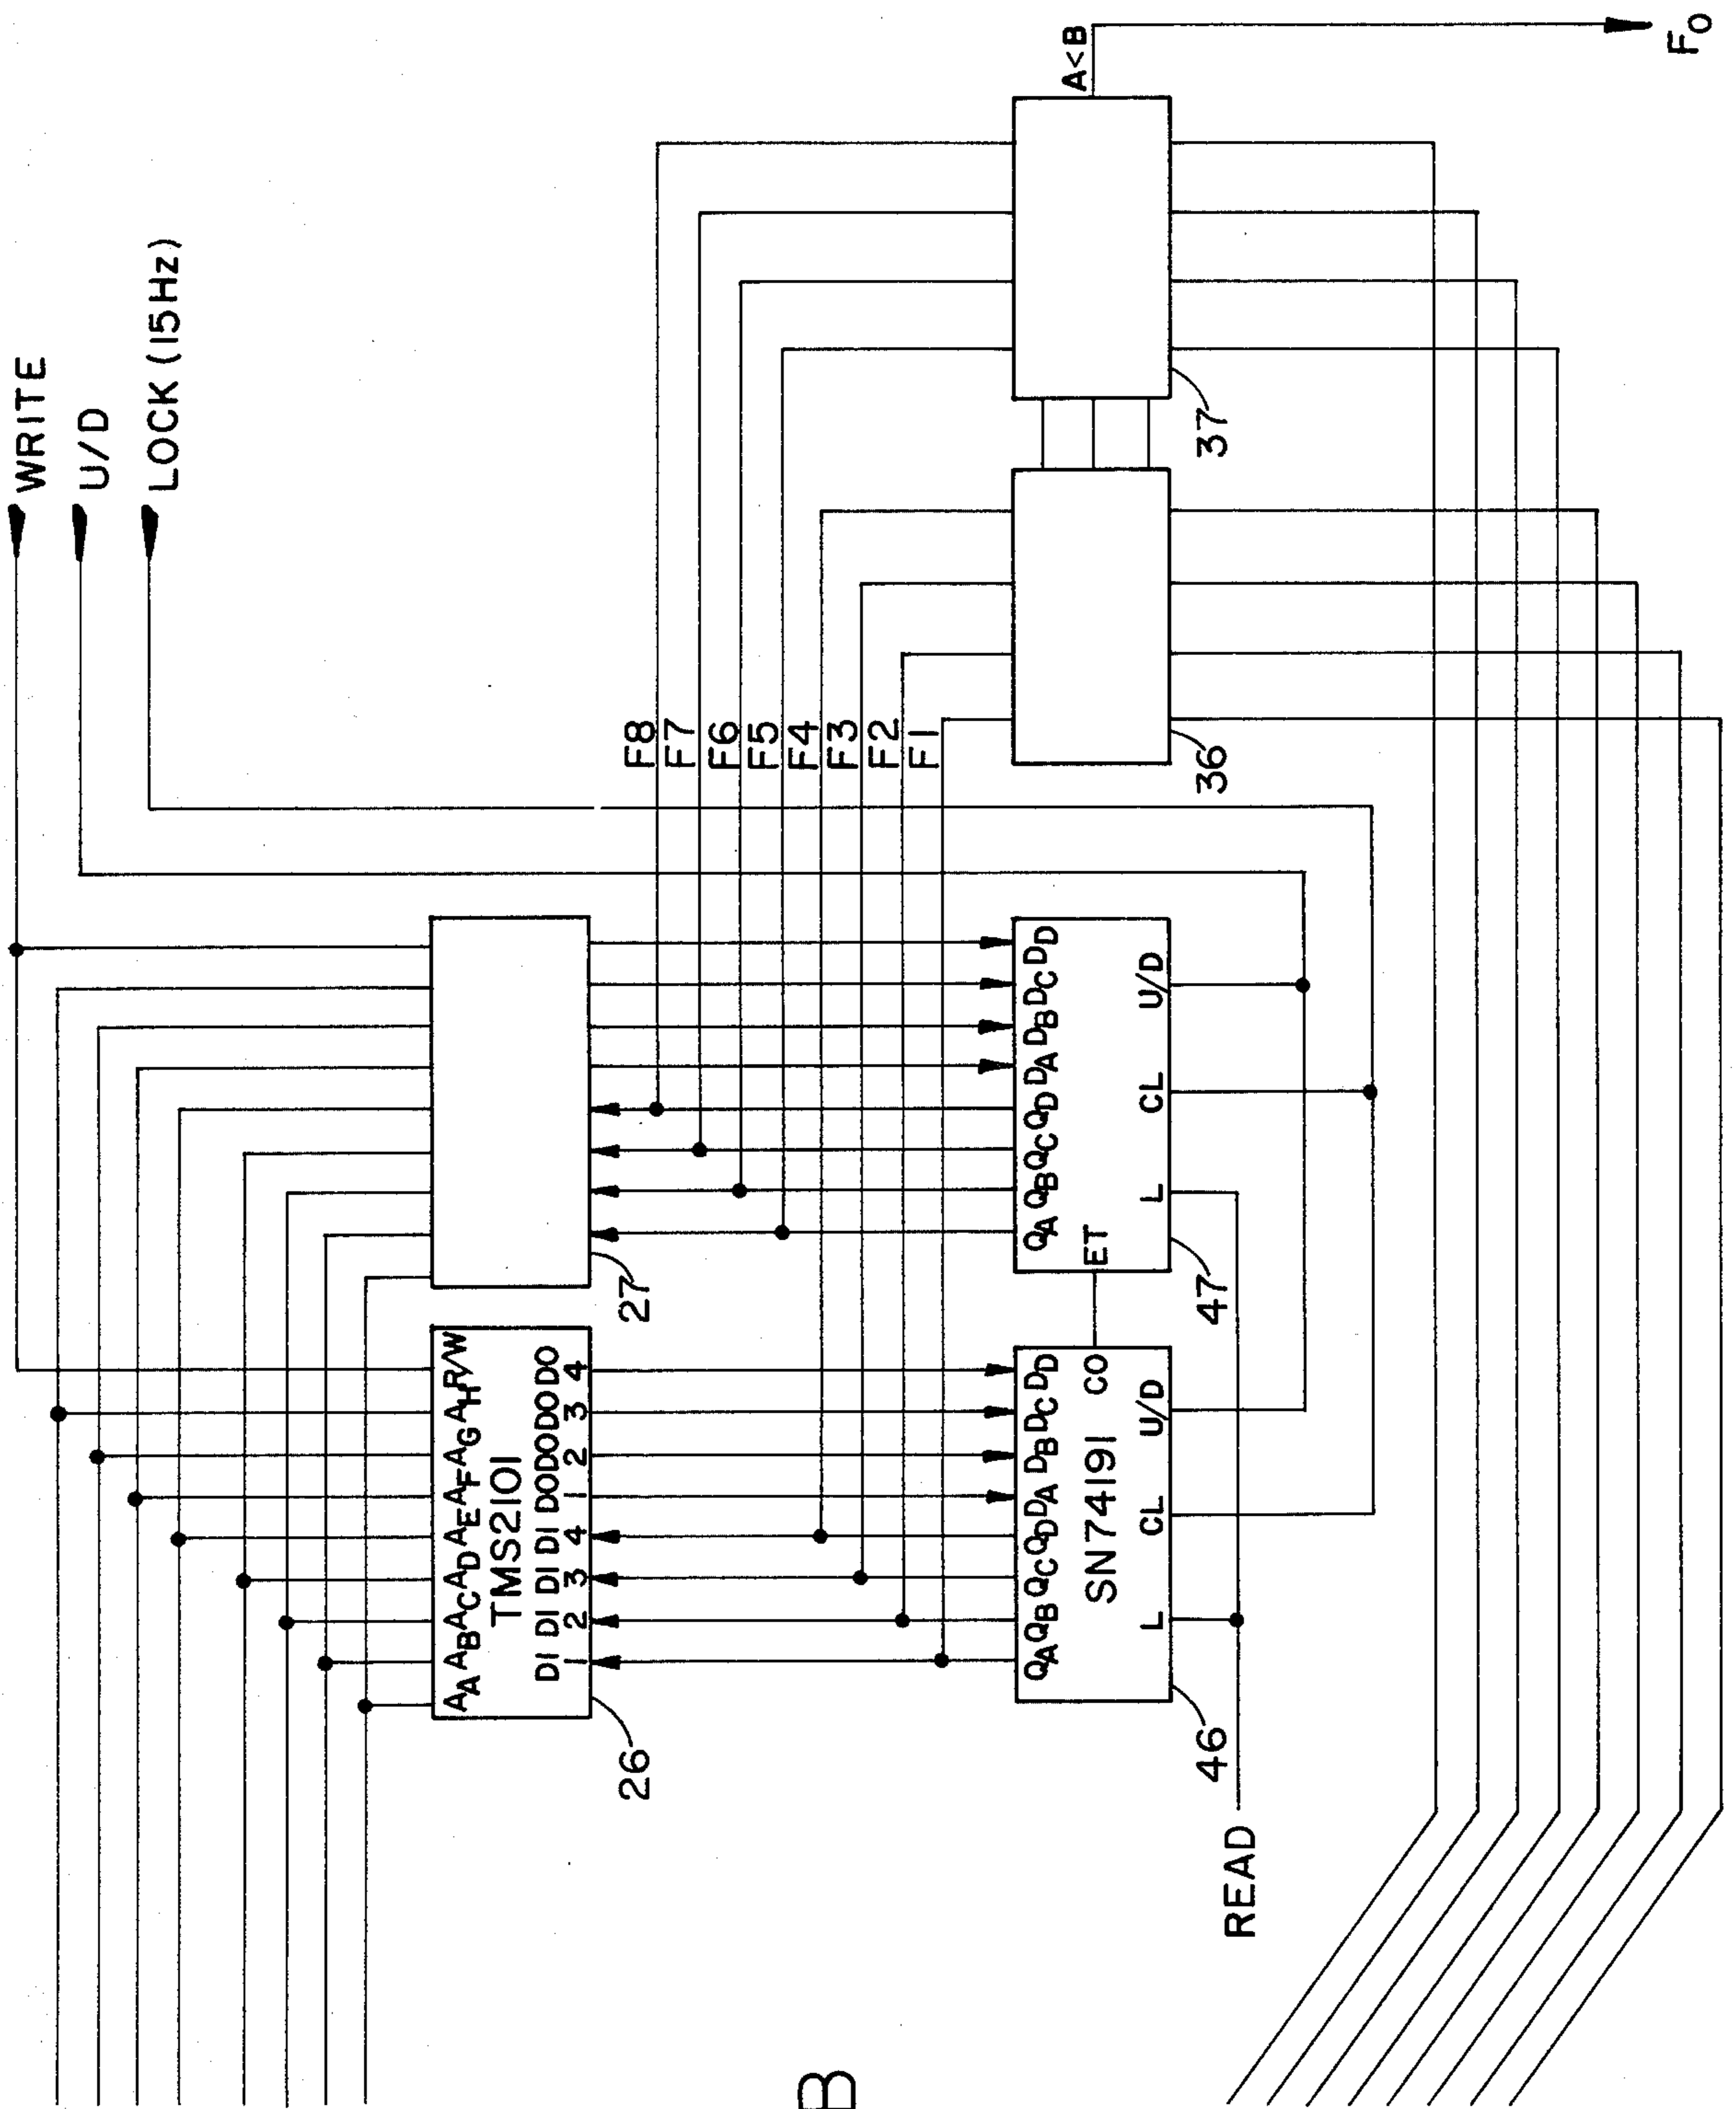 WRITE
U/D
LOCK (15Hz)
AA AB AC AD AE AF AG AH R/W
TMS2101
DI DI DI DI DO DO DO DO
1 2 3 4 1 2 3 4
26
27
F8
F7
F6
F5
F4
F3
F2
F1
QA QB QC QD DA DB DC DD
SN74191 CO
L CL U/D
46
QA QB QC QD DA DB DC DD
ET
L CL U/D
47
READ
36
37
A<B
FO
B